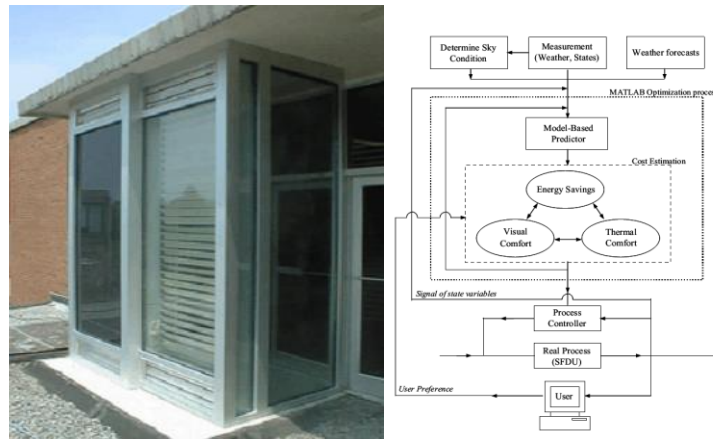 Determine Sky
Condition
Measurement
(Weather, States)
Weather forecasts
MATLAB Optimization proces
Model-Based
Predictor
Cost Estimation
Energy Savings
Visual
Comfort
Thermal
Comfort
Signal of state variables
Process
Controller
Real Process
(SFDU)
User Preference
User